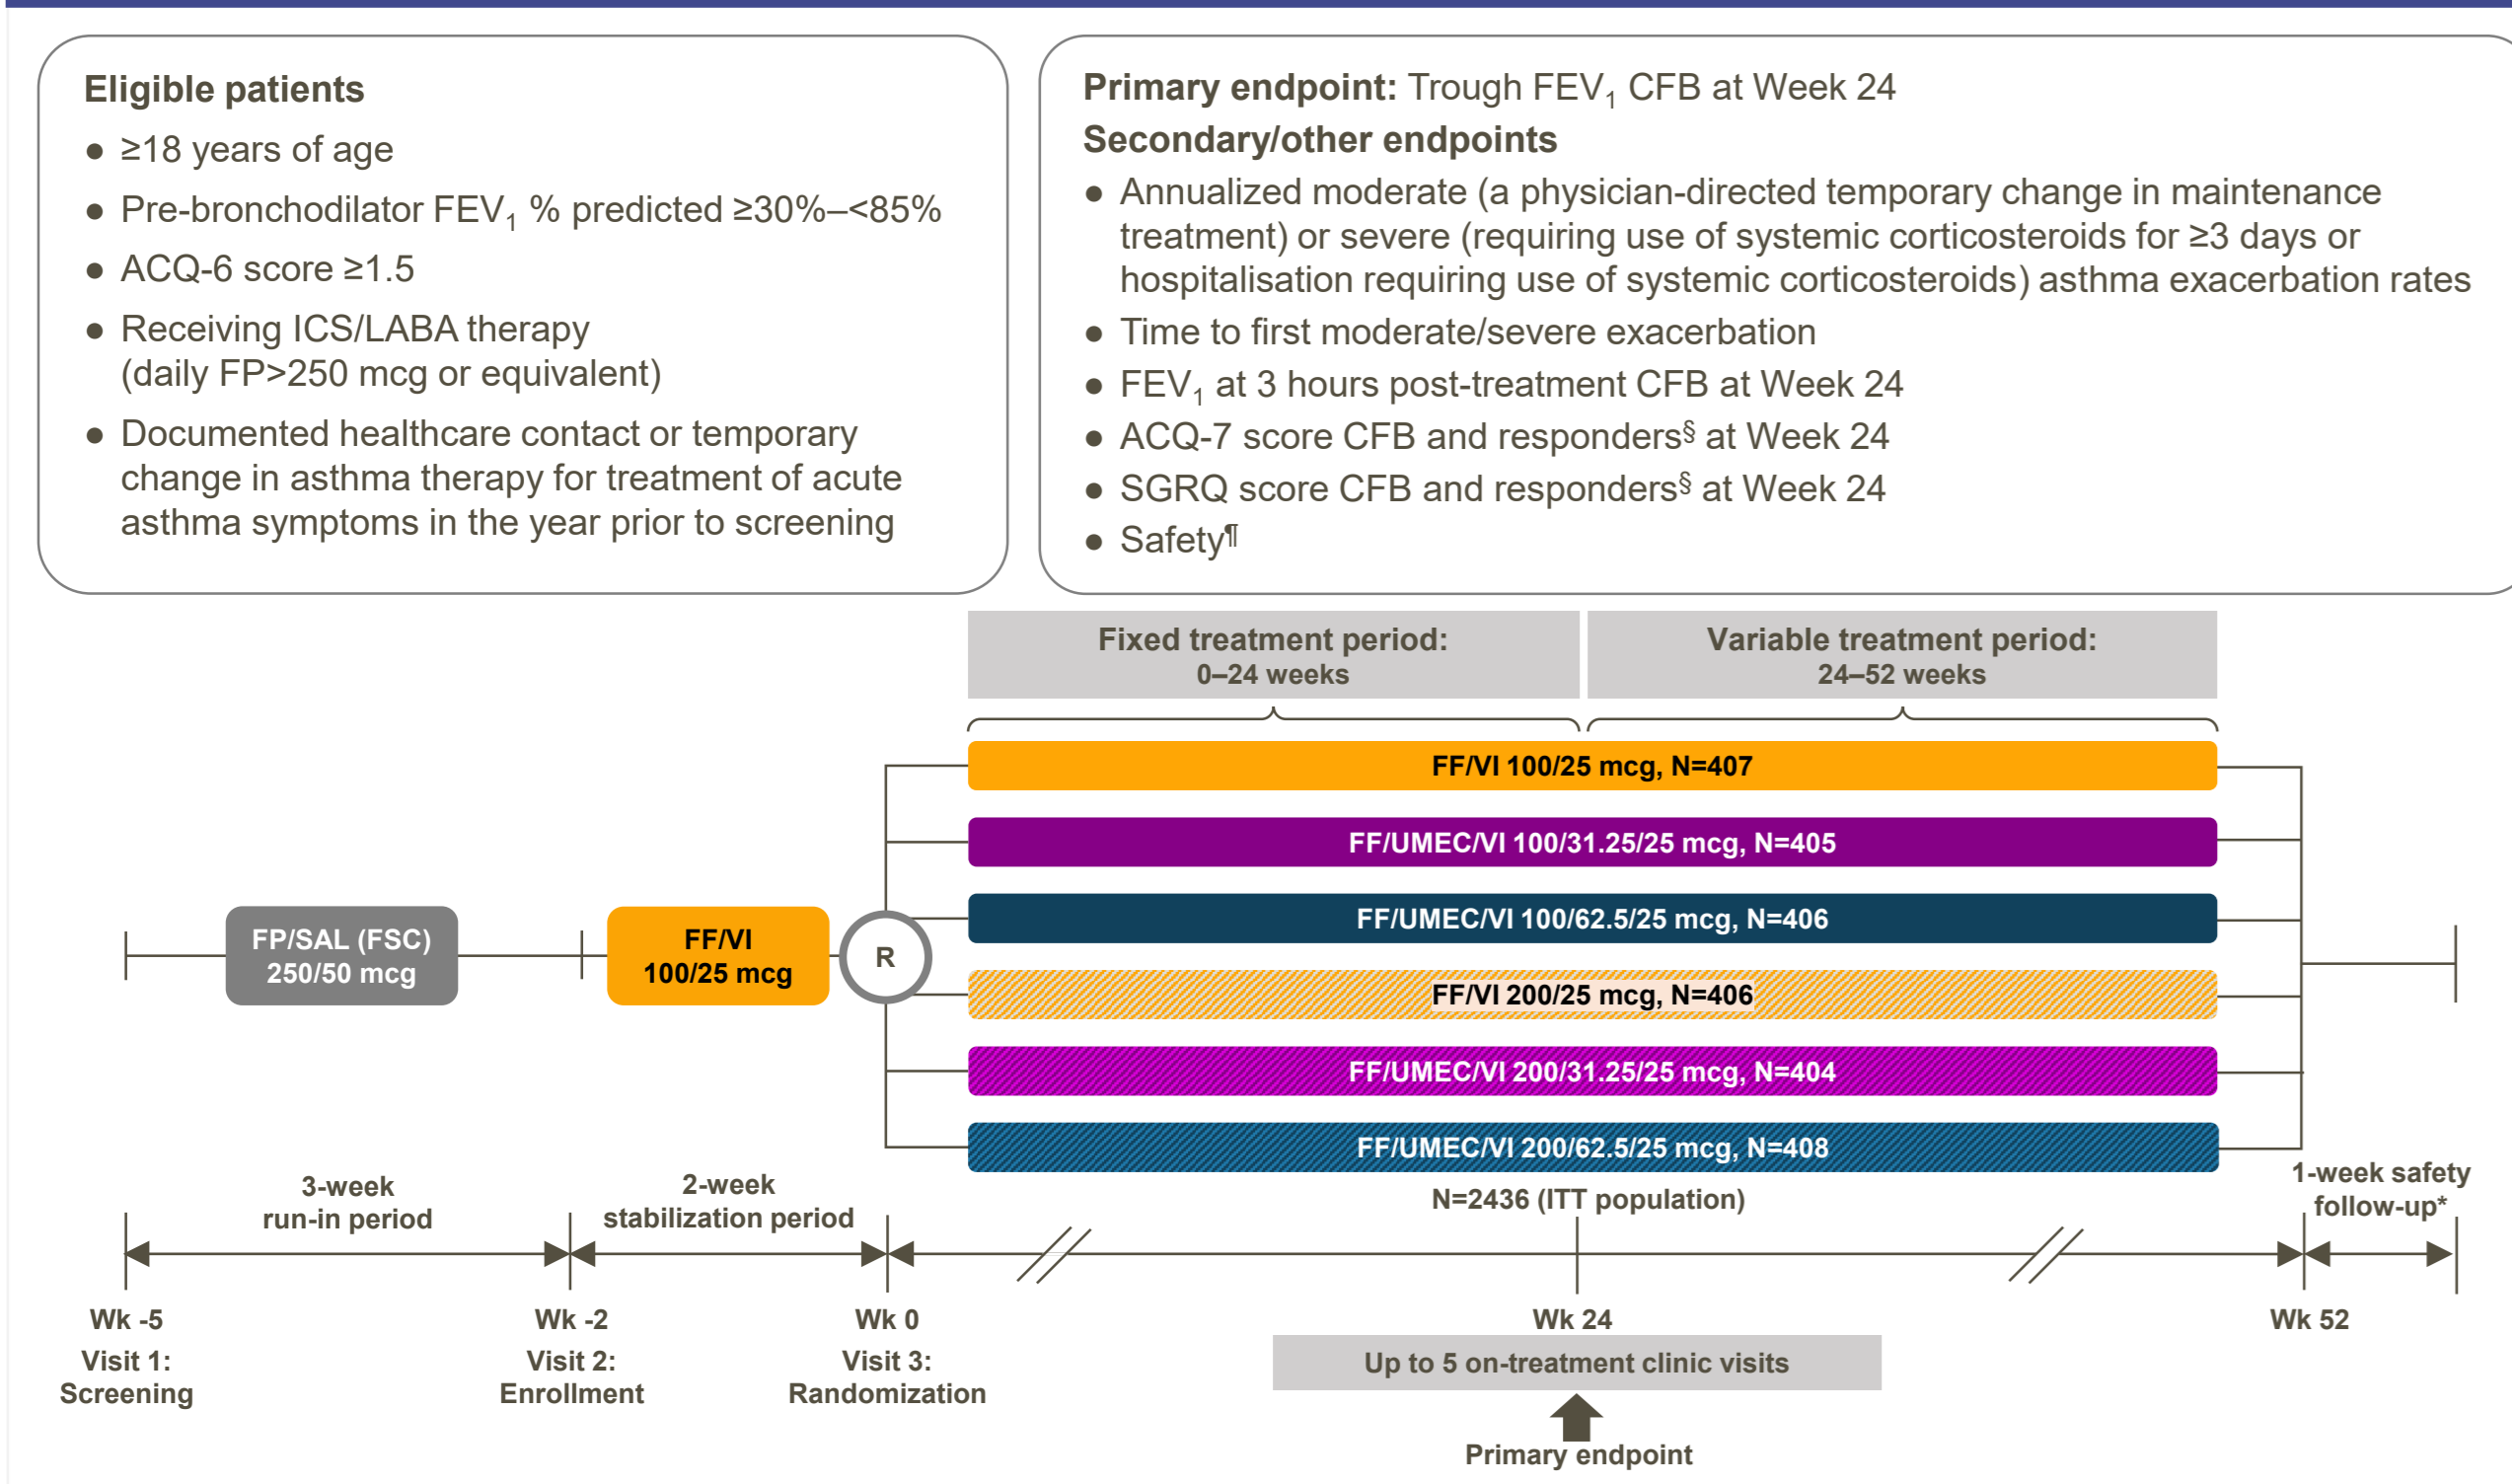 Eligible patients
● ≥18 years of age
● Pre-bronchodilator FEV₁ % predicted ≥30%–<85%
● ACQ-6 score ≥1.5
● Receiving ICS/LABA therapy
(daily FP>250 mcg or equivalent)
● Documented healthcare contact or temporary
change in asthma therapy for treatment of acute
asthma symptoms in the year prior to screening
Primary endpoint: Trough FEV₁ CFB at Week 24
Secondary/other endpoints
● Annualized moderate (a physician-directed temporary change in maintenance
treatment) or severe (requiring use of systemic corticosteroids for ≥3 days or
hospitalisation requiring use of systemic corticosteroids) asthma exacerbation rates
● Time to first moderate/severe exacerbation
● FEV₁ at 3 hours post-treatment CFB at Week 24
● ACQ-7 score CFB and responders§ at Week 24
● SGRQ score CFB and responders§ at Week 24
● Safety¶
Fixed treatment period:
0–24 weeks
Variable treatment period:
24–52 weeks
FP/SAL (FSC)
250/50 mcg
FF/VI
100/25 mcg
R
FF/VI 100/25 mcg, N=407
FF/UMEC/VI 100/31.25/25 mcg, N=405
FF/UMEC/VI 100/62.5/25 mcg, N=406
FF/VI 200/25 mcg, N=406
FF/UMEC/VI 200/31.25/25 mcg, N=404
FF/UMEC/VI 200/62.5/25 mcg, N=408
3-week
run-in period
2-week
stabilization period
N=2436 (ITT population)
1-week safety
follow-up*
Wk -5
Visit 1:
Screening
Wk -2
Visit 2:
Enrollment
Wk 0
Visit 3:
Randomization
Wk 24
Up to 5 on-treatment clinic visits
Primary endpoint
Wk 52